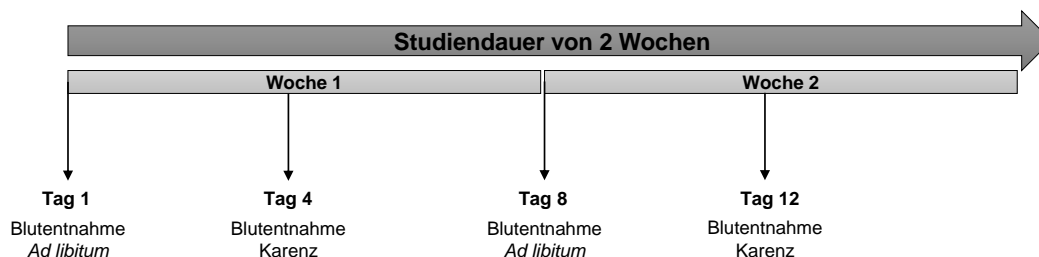 Studiendauer von 2 Wochen
Woche 1
Woche 2
Tag 1
Blutentnahme
Ad libitum
Tag 4
Blutentnahme
Karenz
Tag 8
Blutentnahme
Ad libitum
Tag 12
Blutentnahme
Karenz